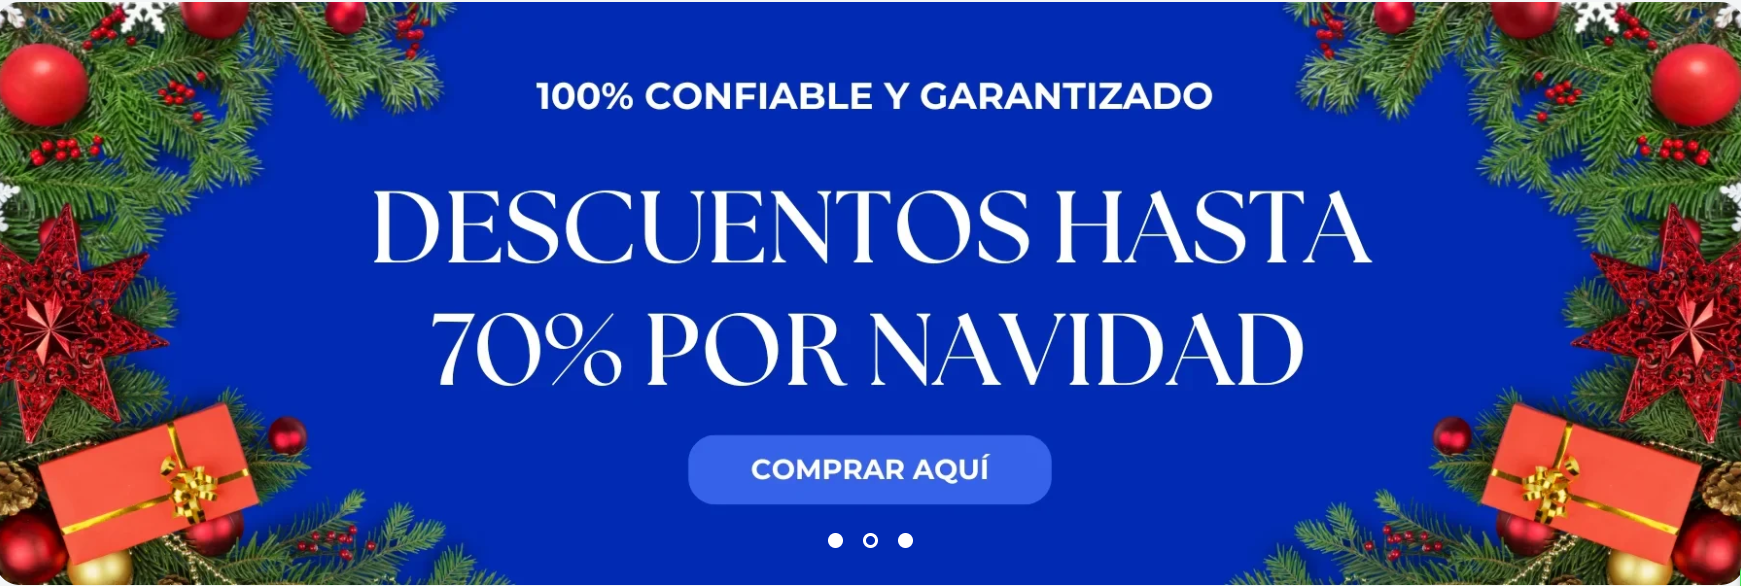 100% CONFIABLE Y GARANTIZADO
DESCUENTOS HASTA
70% POR NAVIDAD
COMPRAR AQUÍ